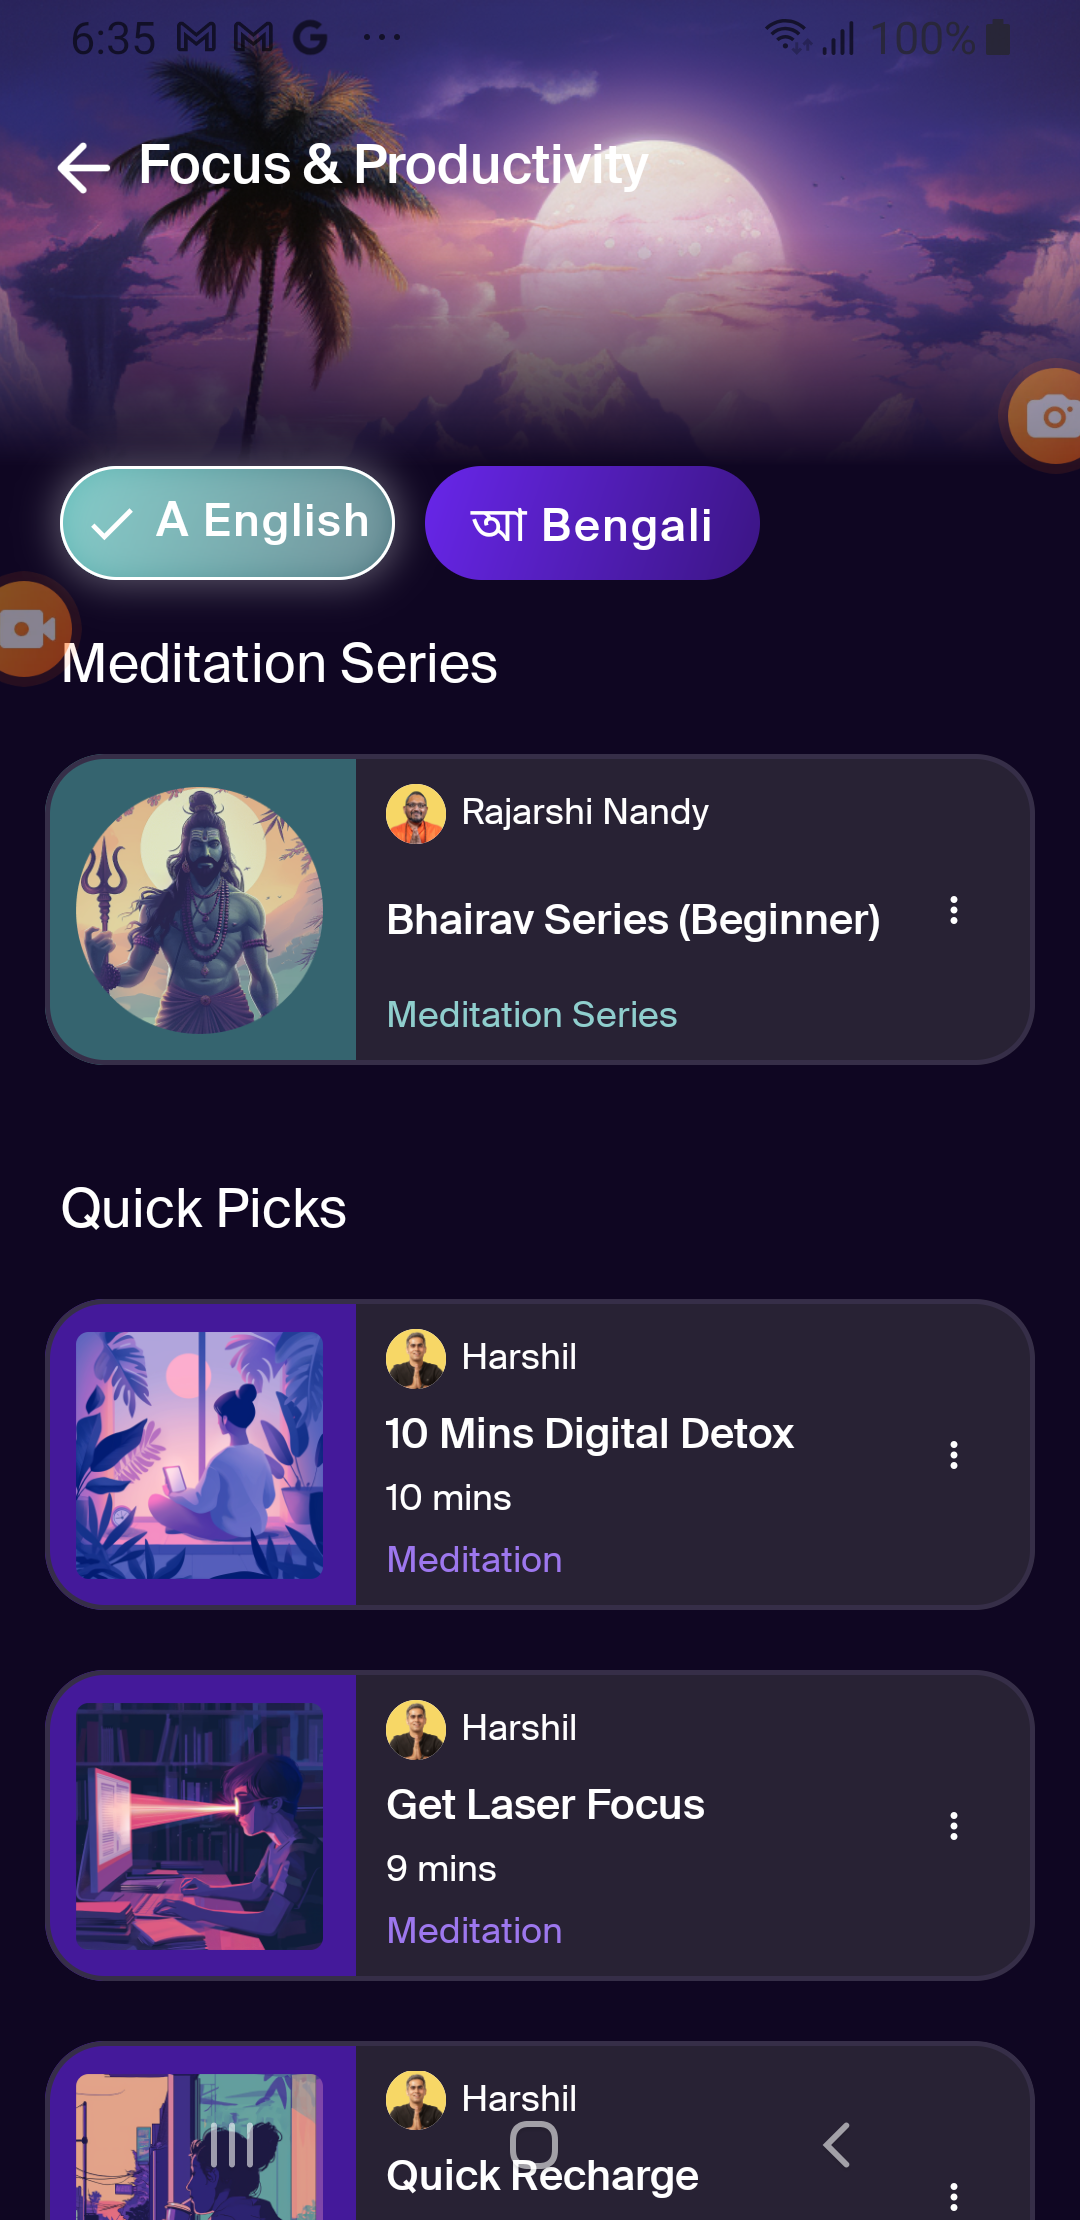 6:35 100%
Focus & Productivity
A English আ Bengali
Meditation Series
Rajarshi Nandy
Bhairav Series (Beginner)
Meditation Series
Quick Picks
Harshil
10 Mins Digital Detox
10 mins
Meditation
Harshil
Get Laser Focus
9 mins
Meditation
Harshil
Quick Recharge